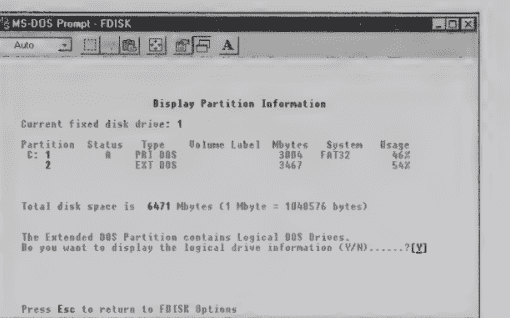 MS-DOS Prompt - FDISK
Auto
A
Display Partition Information
Current fixed disk drive: 1
Partition Status Type Volume Label Mbytes System Usage
C: 1 A PRI DOS 3004 FAT32 46%
2 EXT DOS 3467 54%
Total disk space is 6471 Mbytes (1 Mbyte = 1048576 bytes)
The Extended DOS Partition contains Logical DOS Drives.
Do you want to display the logical drive information (Y/N)......?[Y]
Press Esc to return to FDISK Options